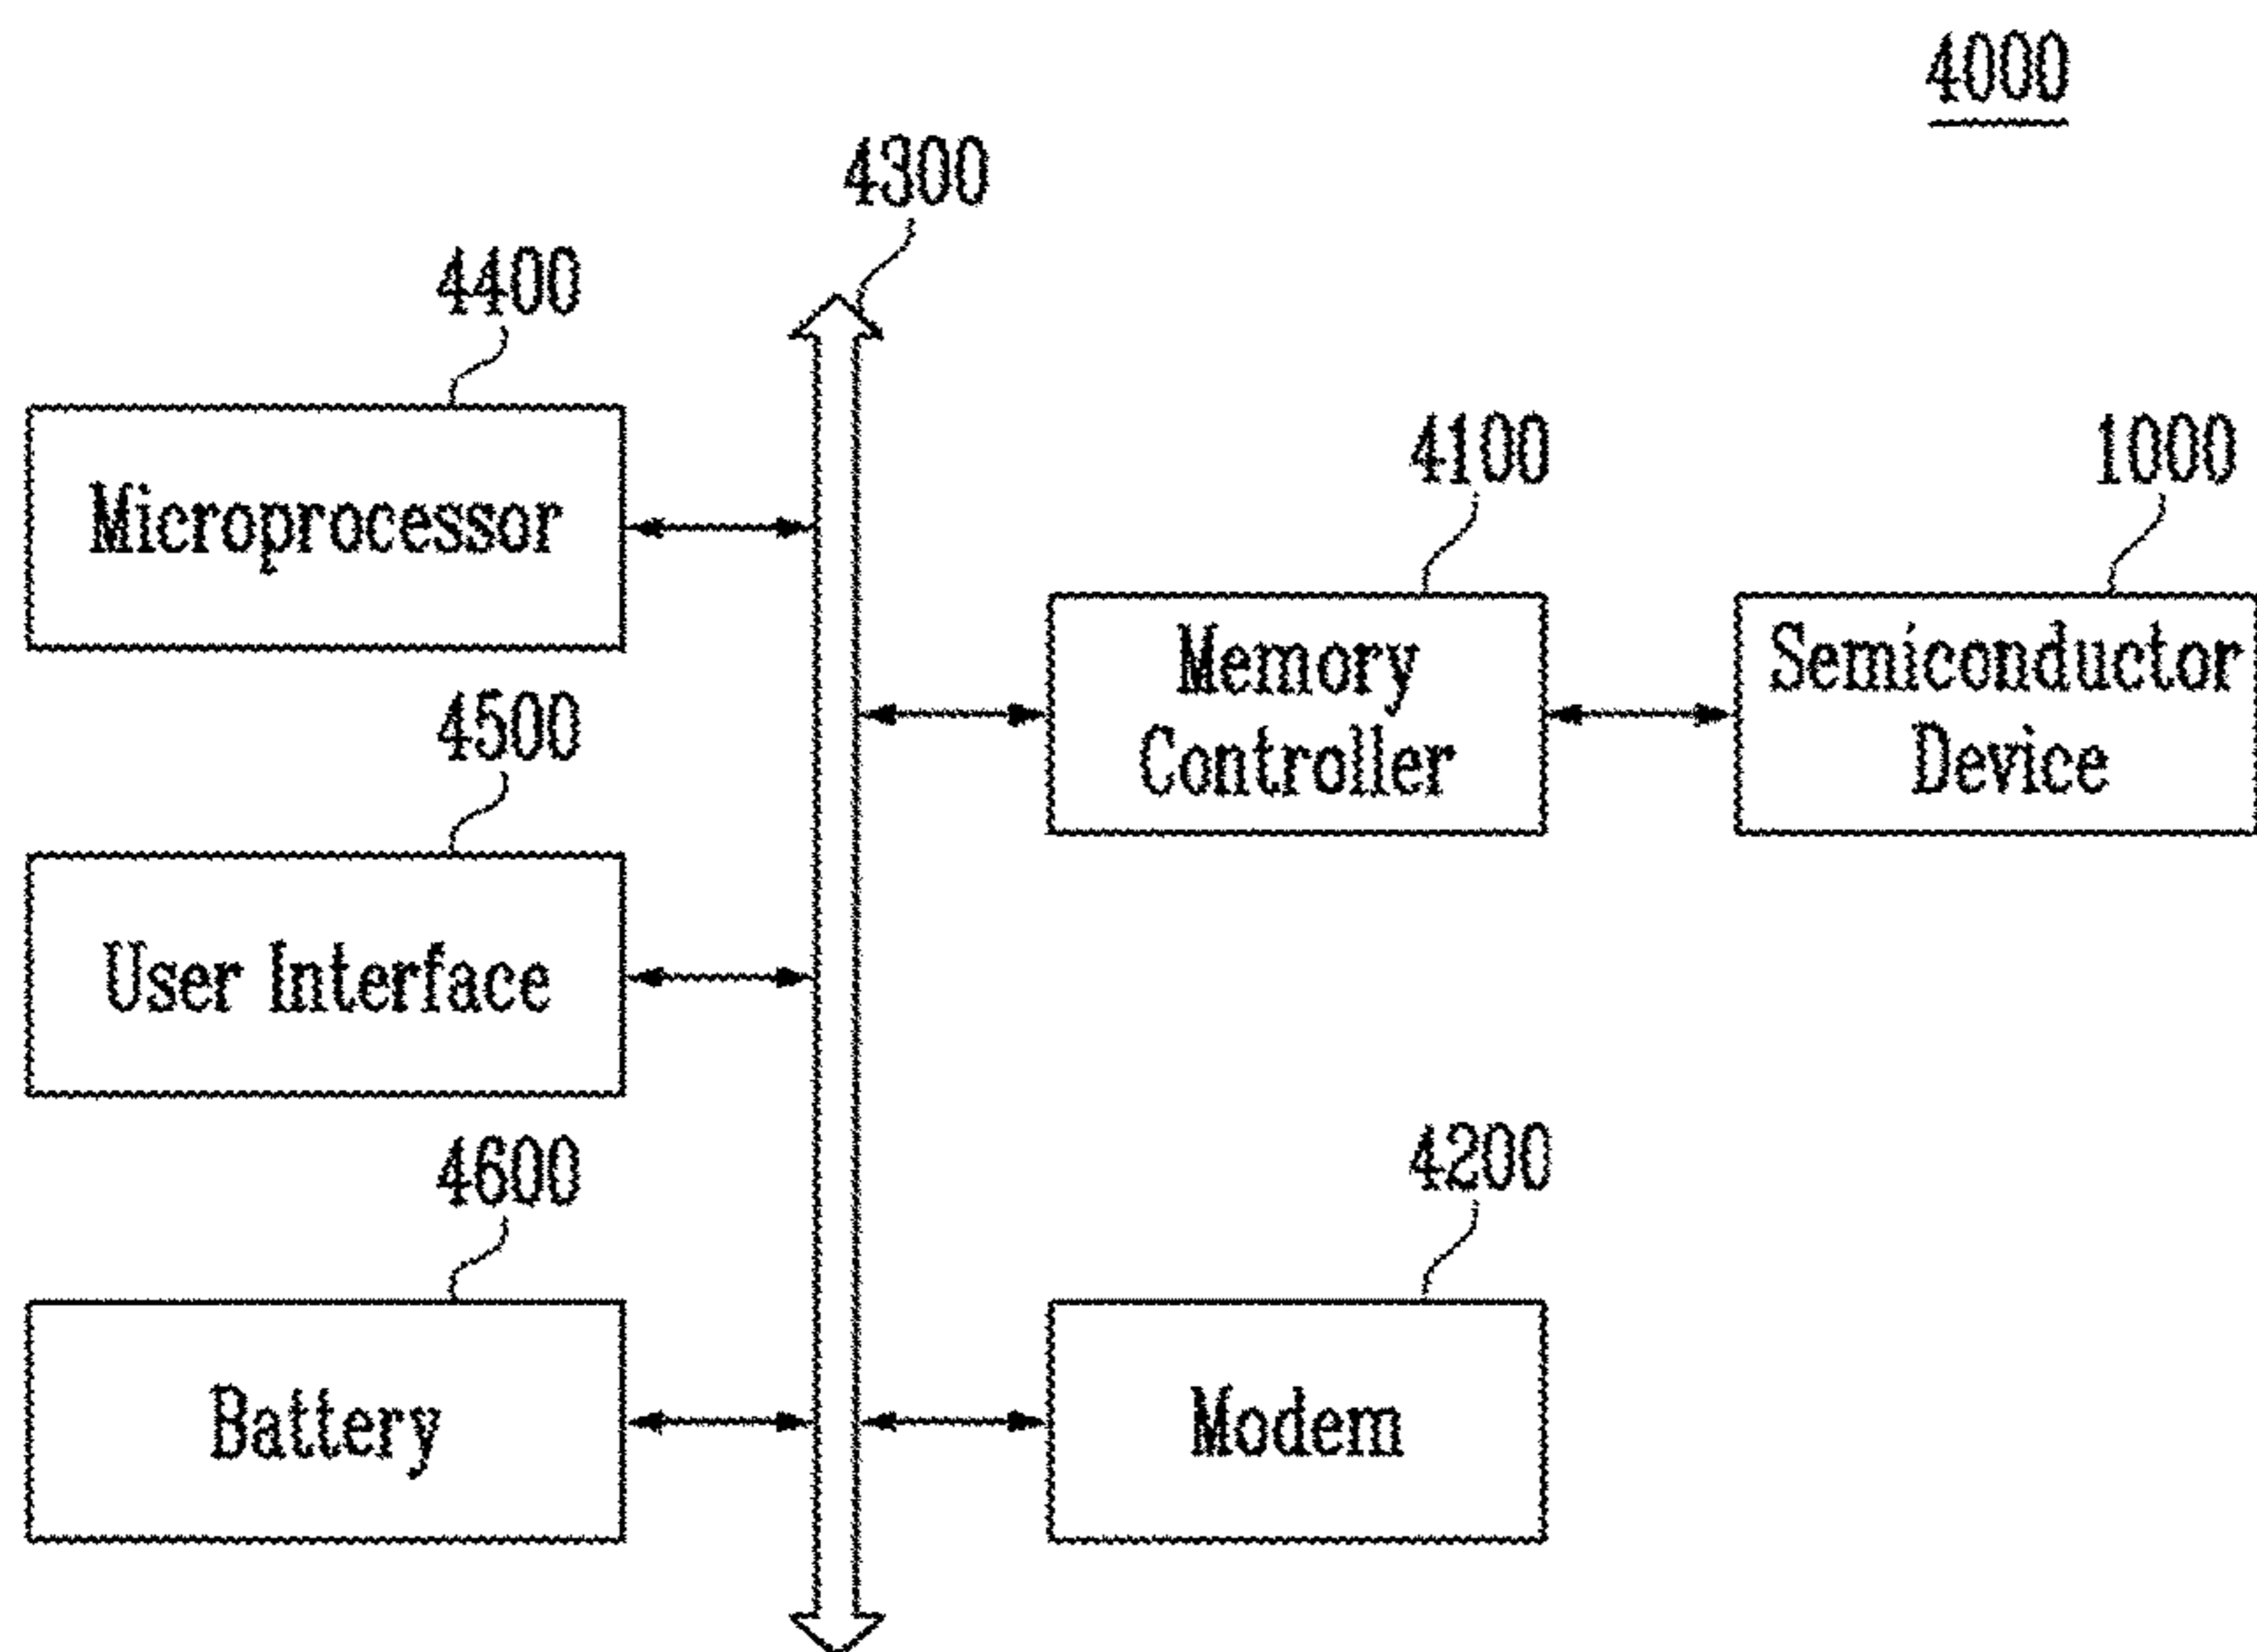 4000
4300
4400
Microprocessor
4100
1000
Memory
Controller
Semiconductor
Device
4500
User Interface
4600
Battery
4200
Modem